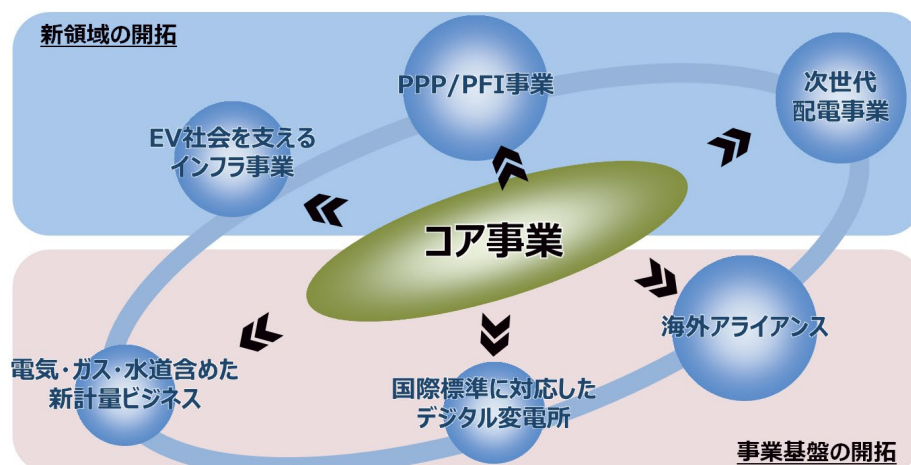 新領域の開拓
PPP/PFI事業
次世代
配電事業
EV社会を支える
インフラ事業
コア事業
海外アライアンス
電気・ガス・水道含めた
新計量ビジネス
国際標準に対応した
デジタル変電所
事業基盤の開拓